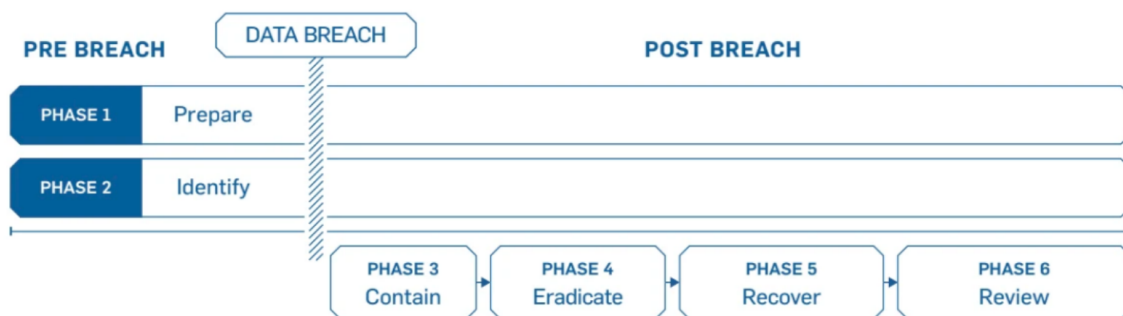 DATA BREACH
PRE BREACH
POST BREACH
PHASE 1 Prepare
PHASE 2 Identify
PHASE 3
Contain
PHASE 4
Eradicate
PHASE 5
Recover
PHASE 6
Review